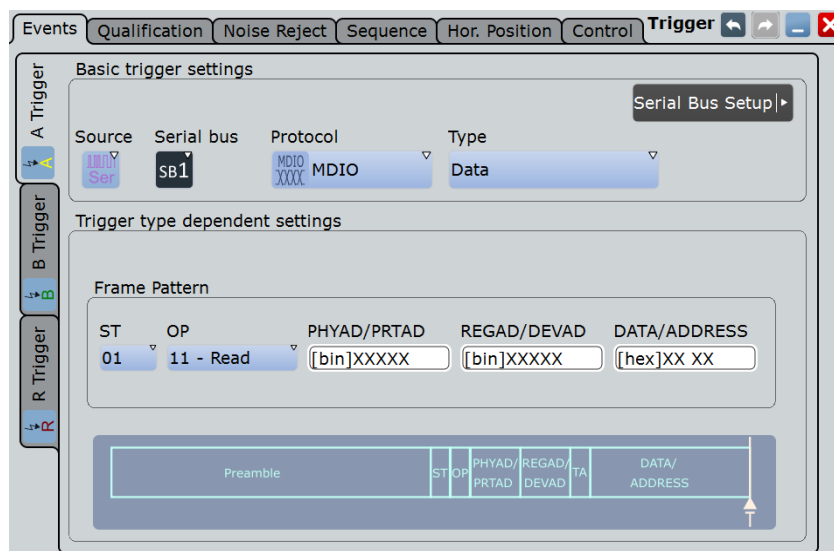 Events Qualification Noise Reject Sequence Hor. Position Control Trigger
A Trigger
A
B Trigger
B
R Trigger
R
Basic trigger settings
Serial Bus Setup
Source Serial bus Protocol Type
Ser SB1 MDIO XXXX MDIO Data
Trigger type dependent settings
Frame Pattern
ST OP PHYAD/PRTAD REGAD/DEVAD DATA/ADDRESS
01 11 - Read [bin]XXXXX [bin]XXXXX [hex]XX XX
Preamble ST OP PHYAD/ PRTAD REGAD/ DEVAD TA DATA/ ADDRESS
T